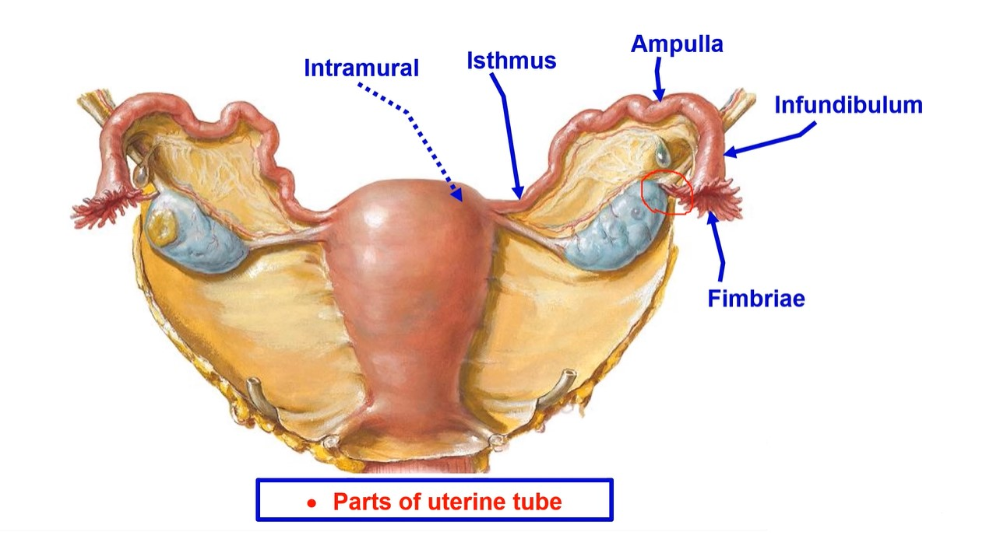 Ampulla
Isthmus
Intramural
Infundibulum
Fimbriae
• Parts of uterine tube